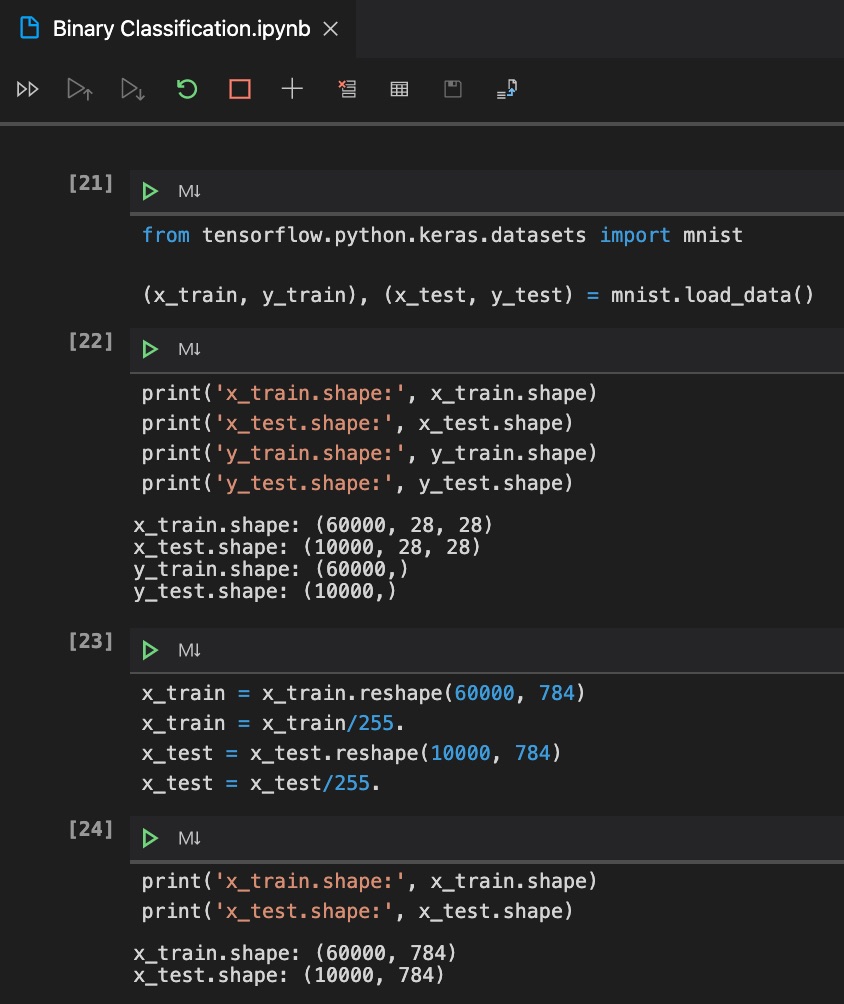 Binary Classification.ipynb
[21]
M↓
from tensorflow.python.keras.datasets import mnist
(x_train, y_train), (x_test, y_test) = mnist.load_data()
[22]
M↓
print('x_train.shape:', x_train.shape)
print('x_test.shape:', x_test.shape)
print('y_train.shape:', y_train.shape)
print('y_test.shape:', y_test.shape)
x_train.shape: (60000, 28, 28)
x_test.shape: (10000, 28, 28)
y_train.shape: (60000,)
y_test.shape: (10000,)
[23]
M↓
x_train = x_train.reshape(60000, 784)
x_train = x_train/255.
x_test = x_test.reshape(10000, 784)
x_test = x_test/255.
[24]
M↓
print('x_train.shape:', x_train.shape)
print('x_test.shape:', x_test.shape)
x_train.shape: (60000, 784)
x_test.shape: (10000, 784)